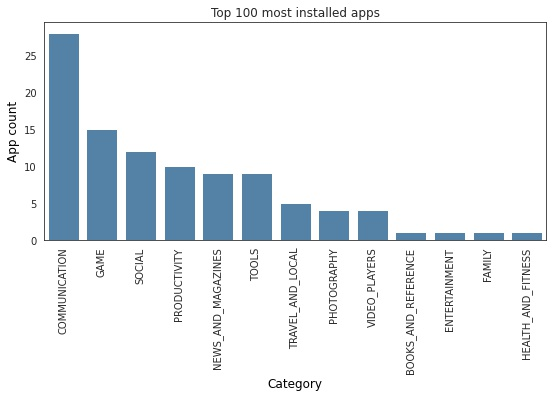 Top 100 most installed apps
App count
25
20
15
10
5
0
COMMUNICATION
GAME
SOCIAL
PRODUCTIVITY
NEWS_AND_MAGAZINES
TOOLS
TRAVEL_AND_LOCAL
PHOTOGRAPHY
VIDEO_PLAYERS
BOOKS_AND_REFERENCE
ENTERTAINMENT
FAMILY
HEALTH_AND_FITNESS
Category